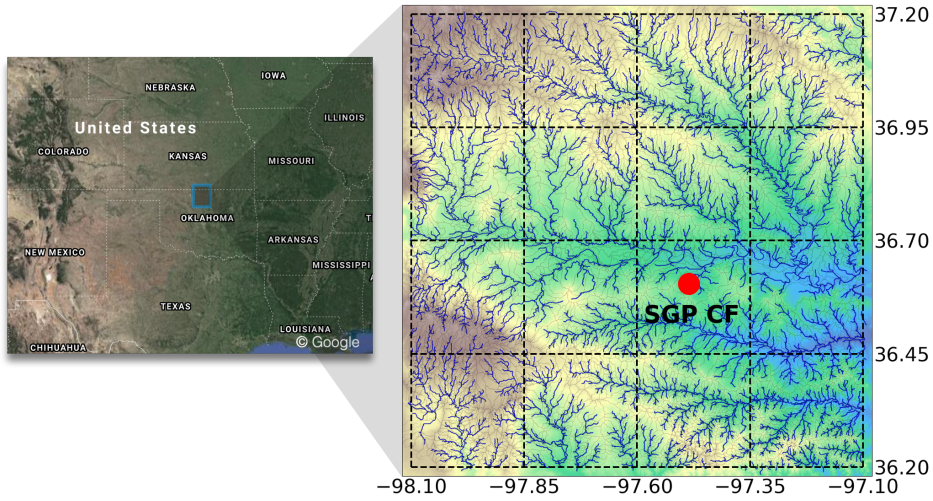 NEBRASKA
IOWA
ILLINOIS
United States
COLORADO
KANSAS
MISSOURI
OKLAHOMA
T
ARKANSAS
NEW MEXICO
MISSISSIPPI
TEXAS
LOUISIANA
CHIHUAHUA
© Google
37.20
36.95
36.70
SGP CF
36.45
36.20
−98.10 −97.85 −97.60 −97.35 −97.10